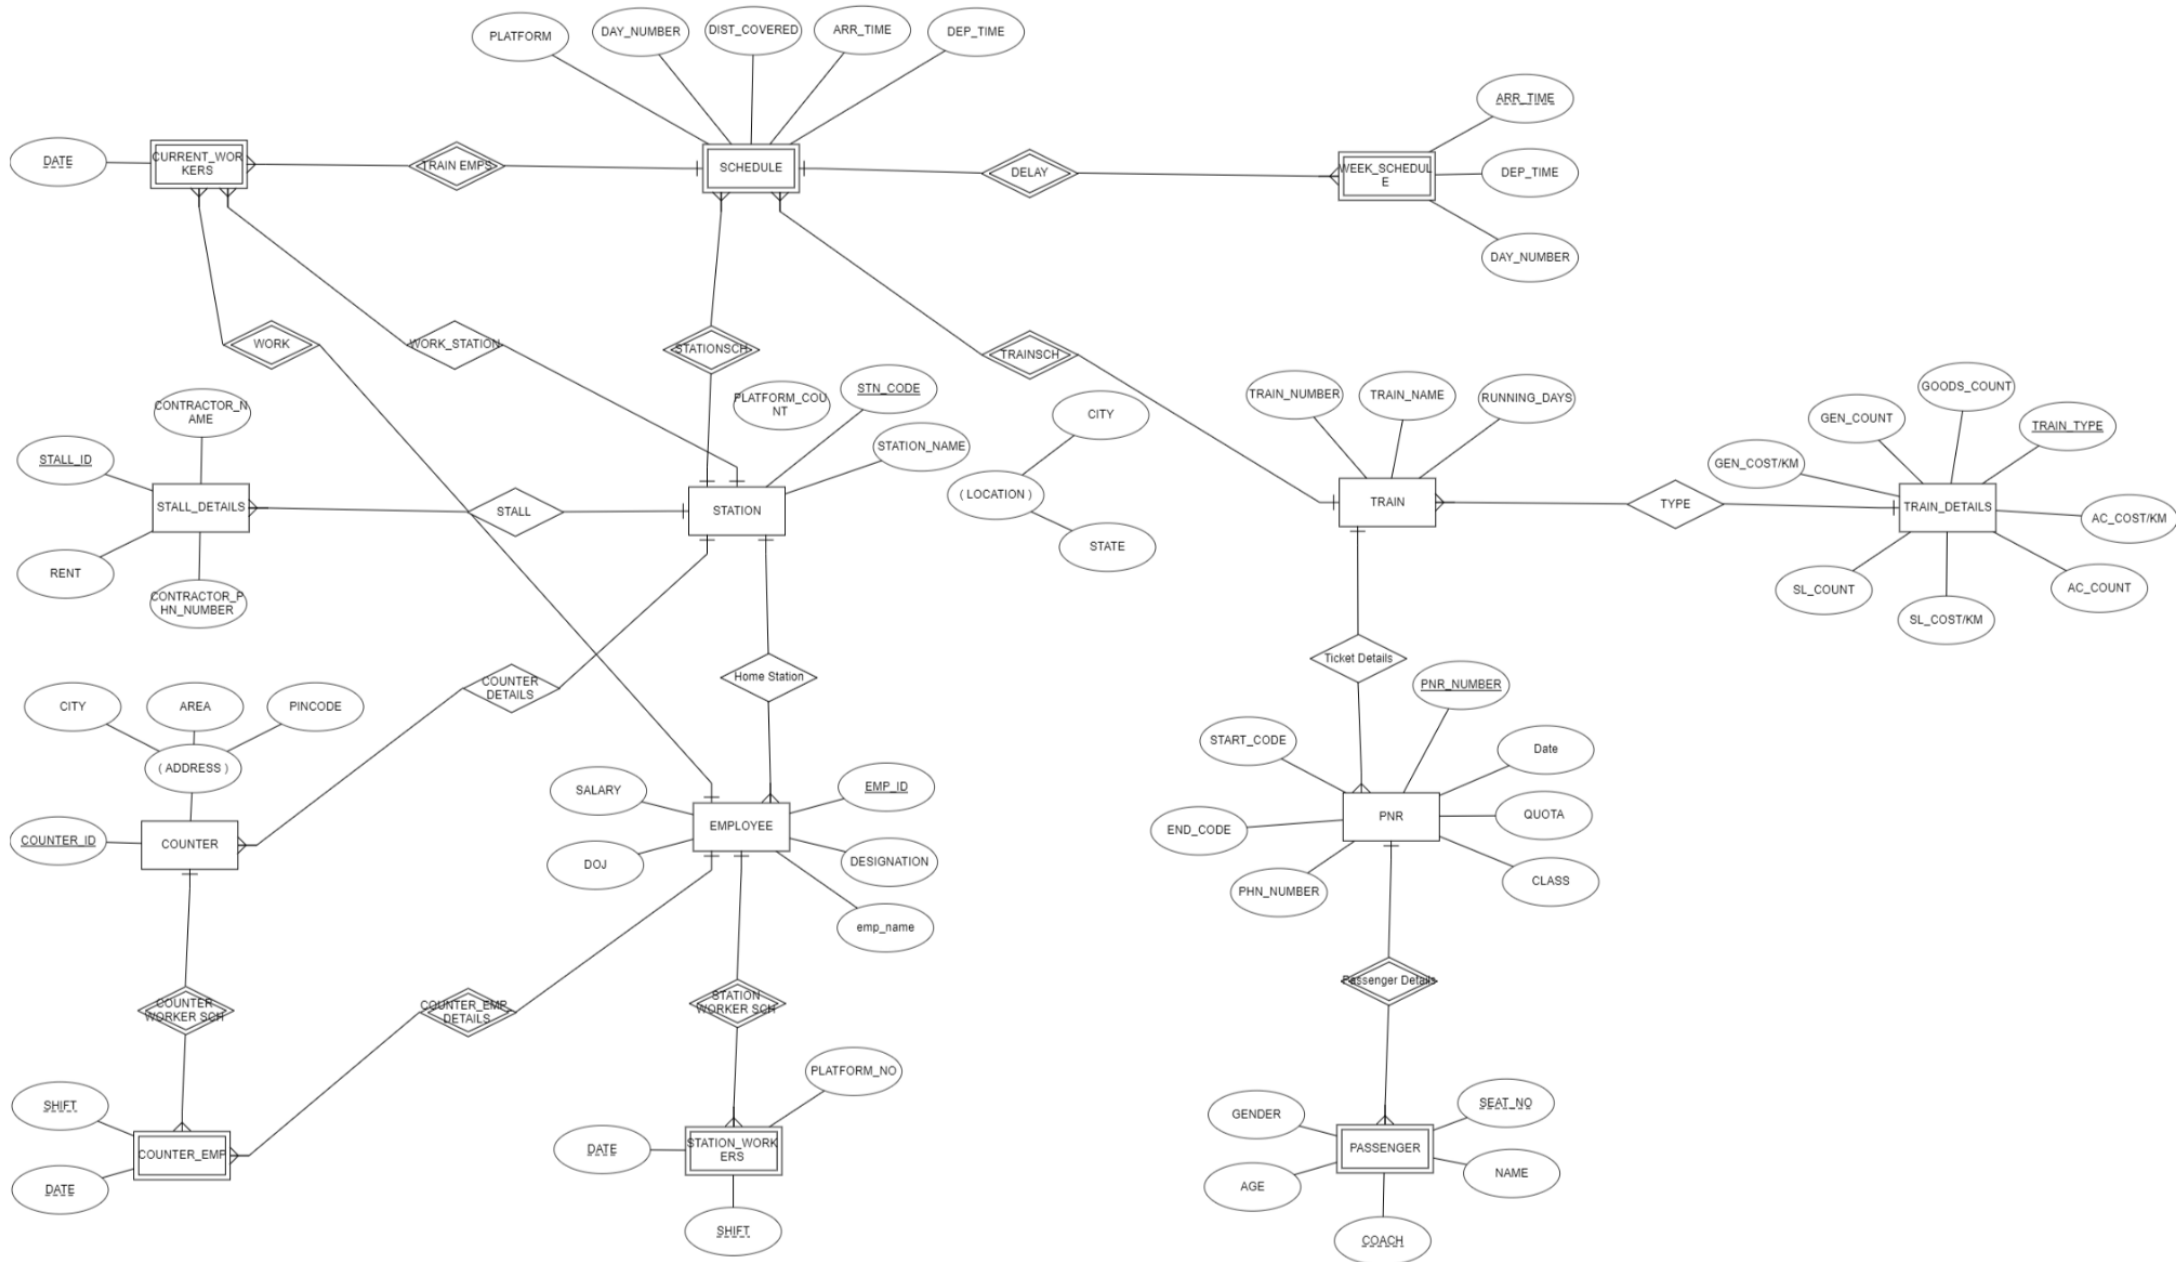 PLATFORM
DAY_NUMBER
DIST_COVERED
ARR_TIME
DEP_TIME
ARR_TIME
DATE
CURRENT_WOR
KERS
TRAIN EMPS
SCHEDULE
DELAY
WEEK_SCHEDUL
E
DEP_TIME
DAY_NUMBER
WORK
WORK_STATION
STATIONSCH
TRAINSCH
CONTRACTOR_N
AME
PLATFORM_COU
NT
STN_CODE
CITY
TRAIN_NUMBER
TRAIN_NAME
RUNNING_DAYS
GOODS_COUNT
GEN_COUNT
TRAIN_TYPE
STALL_ID
STATION_NAME
GEN_COST/KM
STALL_DETAILS
STALL
STATION
( LOCATION )
TRAIN
TYPE
TRAIN_DETAILS
AC_COST/KM
RENT
CONTRACTOR_P
HN_NUMBER
STATE
SL_COUNT
SL_COST/KM
AC_COUNT
COUNTER
DETAILS
Home Station
Ticket Details
PNR_NUMBER
CITY
AREA
PINCODE
( ADDRESS )
START_CODE
Date
SALARY
EMP_ID
COUNTER_ID
COUNTER
EMPLOYEE
END_CODE
PNR
QUOTA
DOJ
DESIGNATION
PHN_NUMBER
CLASS
emp_name
COUNTER
WORKER SCH
COUNTER_EMP
DETAILS
STATION
WORKER SCH
Passenger Details
SHIFT
PLATFORM_NO
GENDER
SEAT_NO
COUNTER_EMP
DATE
STATION_WORK
ERS
PASSENGER
DATE
AGE
NAME
SHIFT
COACH